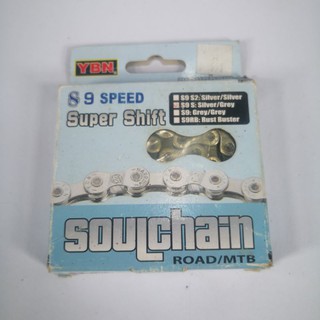 YBN
S9 SPEED
Super Shift
S9 S2: Silver/Silver
S9 S: Silver/Grey
S9: Grey/Grey
S9RB: Rust Buster
SOULChain
ROAD/MTB